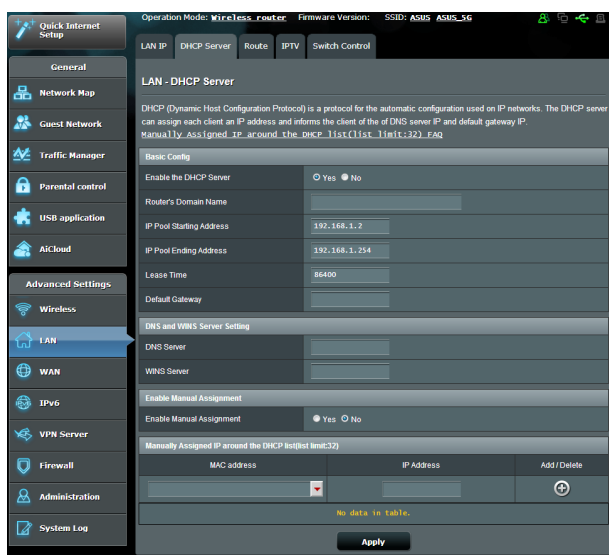 Quick Internet
Setup
Operation Mode: Wireless router Firmware Version: SSID: ASUS ASUS_5G
LAN IP DHCP Server Route IPTV Switch Control
General
Network Map
Guest Network
Traffic Manager
Parental control
USB application
AiCloud
Advanced Settings
Wireless
LAN
WAN
IPv6
VPN Server
Firewall
Administration
System Log
LAN - DHCP Server
DHCP (Dynamic Host Configuration Protocol) is a protocol for the automatic configuration used on IP networks. The DHCP server
can assign each client an IP address and informs the client of the of DNS server IP and default gateway IP.
Manually Assigned IP around the DHCP list(list limit:32) FAQ
Basic Config
Enable the DHCP Server Yes No
Router's Domain Name
IP Pool Starting Address 192.168.1.2
IP Pool Ending Address 192.168.1.254
Lease Time 86400
Default Gateway
DNS and WINS Server Setting
DNS Server
WINS Server
Enable Manual Assignment
Enable Manual Assignment Yes No
Manually Assigned IP around the DHCP list(list limit:32)
MAC address IP Address Add / Delete
No data in table.
Apply